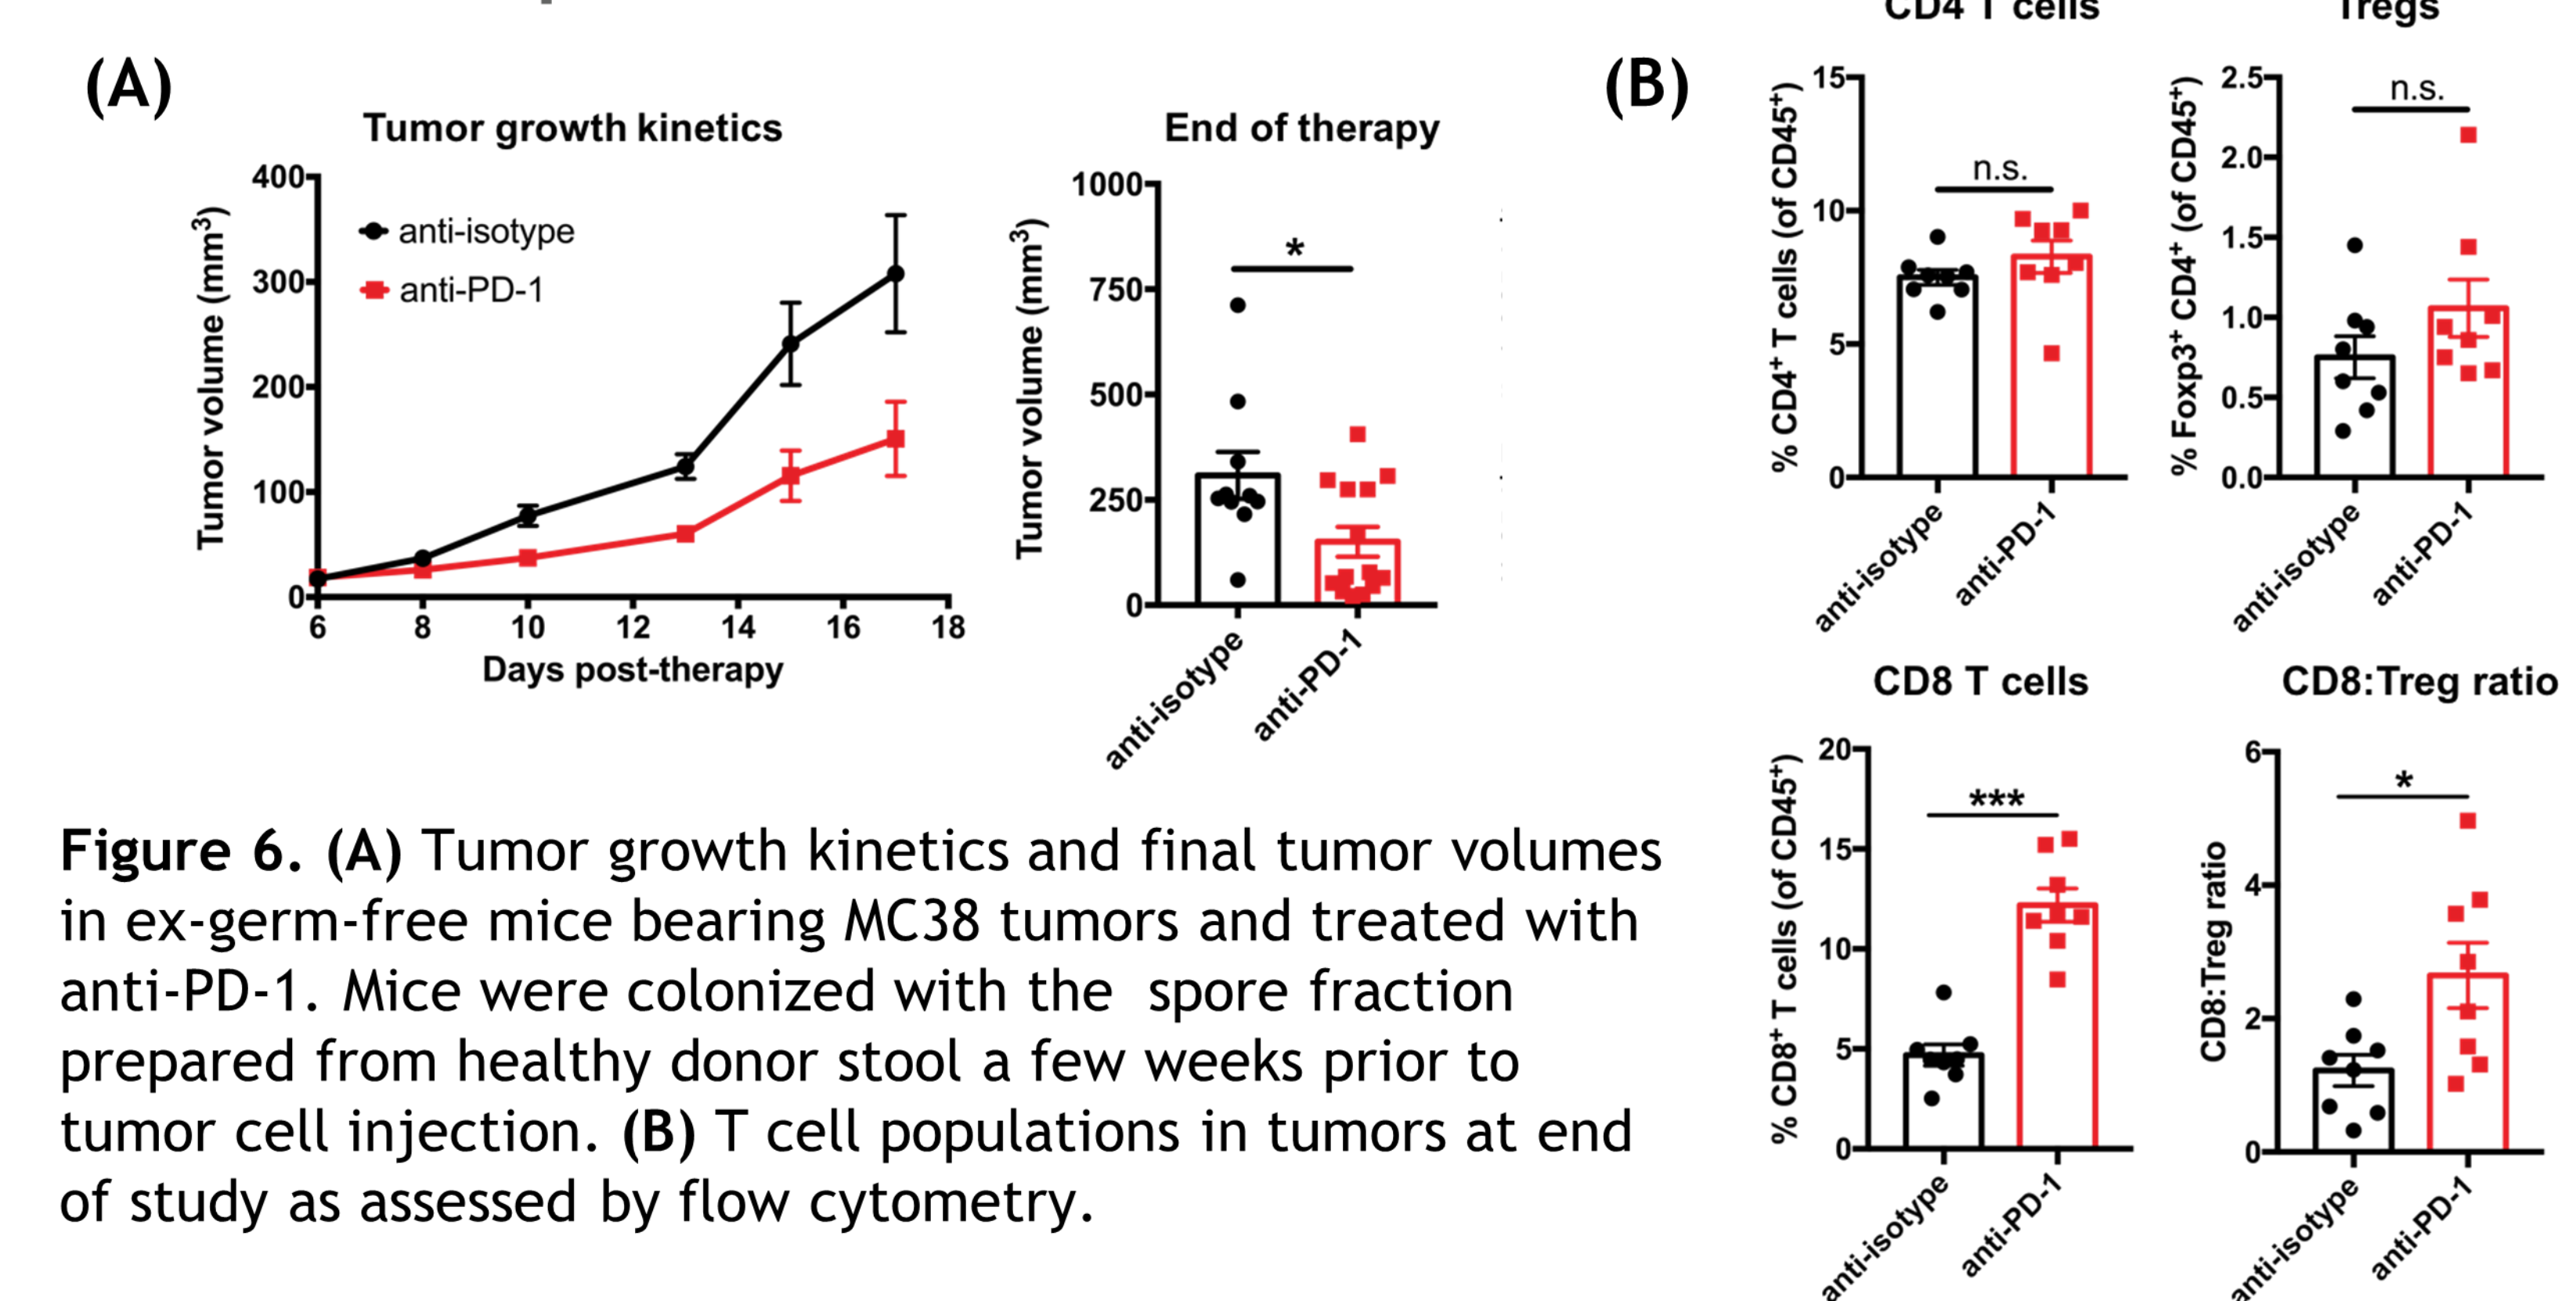 (A)
Tumor growth kinetics
Tumor volume (mm³)
400
300
200
100
0
anti-isotype
anti-PD-1
6 8 10 12 14 16 18
Days post-therapy
End of therapy
Tumor volume (mm³)
1000
750
500
250
0
*
anti-isotype
anti-PD-1
(B)
CD4 T cells
% CD4⁺ T cells (of CD45⁺)
15
10
5
0
n.s.
anti-isotype
anti-PD-1
Tregs
% Foxp3⁺ CD4⁺ (of CD45⁺)
2.5
2.0
1.5
1.0
0.5
0.0
n.s.
anti-isotype
anti-PD-1
CD8 T cells
% CD8⁺ T cells (of CD45⁺)
20
15
10
5
0
***
anti-isotype
anti-PD-1
CD8:Treg ratio
CD8:Treg ratio
6
4
2
0
*
anti-isotype
anti-PD-1
Figure 6. (A) Tumor growth kinetics and final tumor volumes
in ex-germ-free mice bearing MC38 tumors and treated with
anti-PD-1. Mice were colonized with the spore fraction
prepared from healthy donor stool a few weeks prior to
tumor cell injection. (B) T cell populations in tumors at end
of study as assessed by flow cytometry.